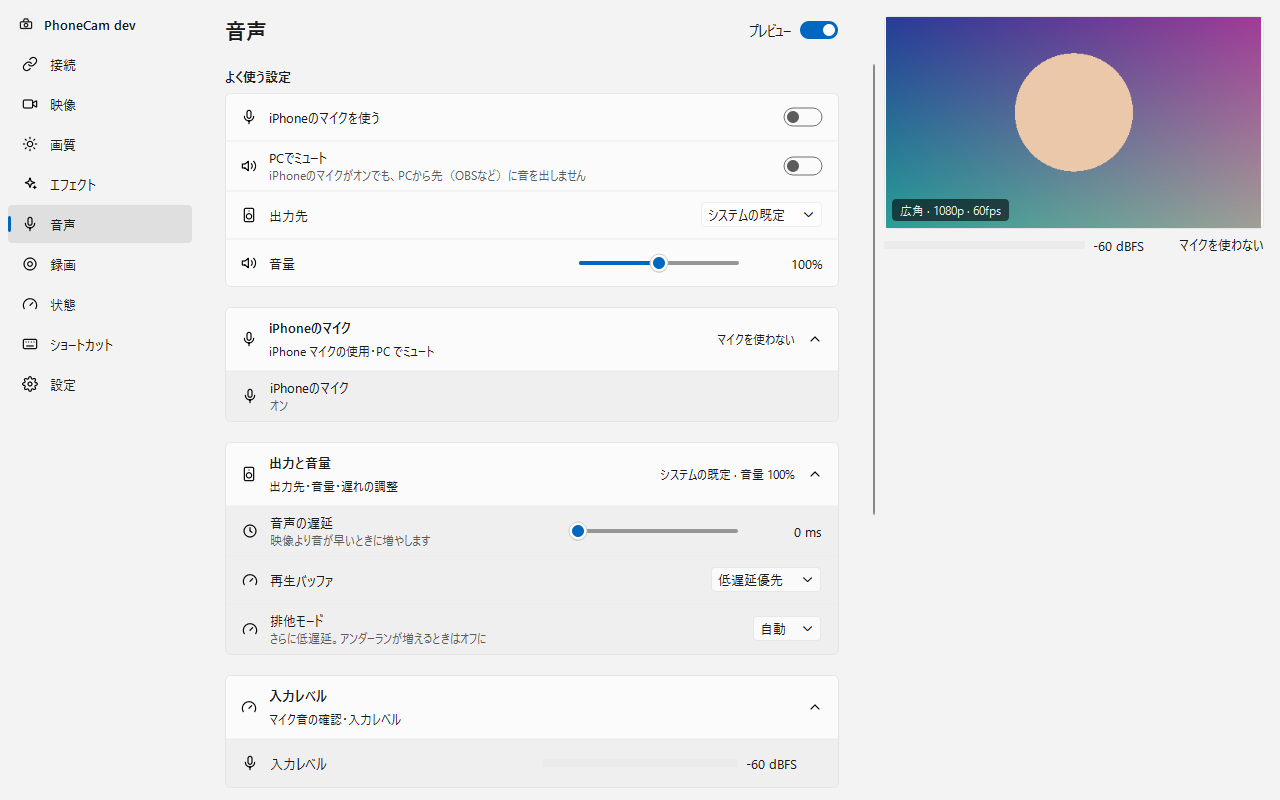 PhoneCam dev
接続
映像
画質
エフェクト
音声
録画
状態
ショートカット
設定
音声
プレビュー
よく使う設定
iPhoneのマイクを使う
PCでミュート
iPhoneのマイクがオンでも、PCから先（OBSなど）に音を出しません
出力先
システムの既定
音量
100%
iPhoneのマイク
iPhone マイクの使用・PC でミュート
マイクを使わない
iPhoneのマイク
オン
出力と音量
出力先・音量・遅れの調整
システムの既定 · 音量 100%
音声の遅延
映像より音が早いときに増やします
0 ms
再生バッファ
低遅延優先
排他モード
さらに低遅延。アンダーランが増えるときはオフに
自動
入力レベル
マイク音の確認・入力レベル
入力レベル
-60 dBFS
広角 · 1080p · 60fps
-60 dBFS
マイクを使わない